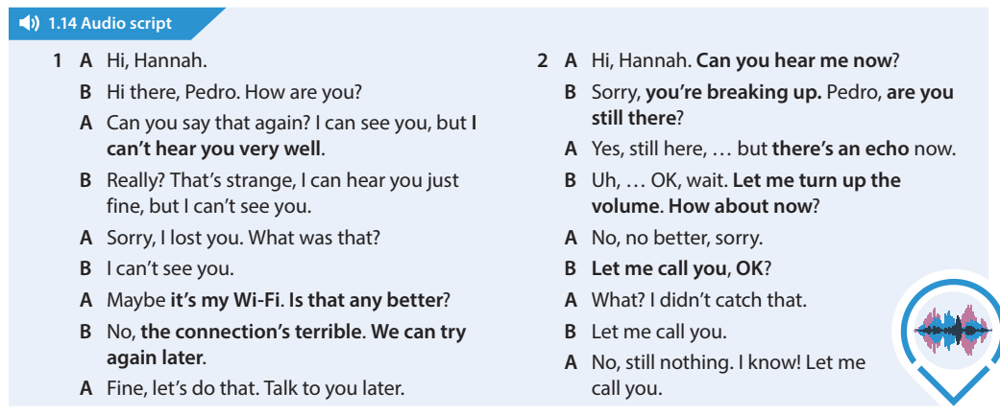 1.14 Audio script
1 A Hi, Hannah.
B Hi there, Pedro. How are you?
A Can you say that again? I can see you, but I
can’t hear you very well.
B Really? That’s strange, I can hear you just
fine, but I can’t see you.
A Sorry, I lost you. What was that?
B I can’t see you.
A Maybe it’s my Wi-Fi. Is that any better?
B No, the connection’s terrible. We can try
again later.
A Fine, let’s do that. Talk to you later.
2 A Hi, Hannah. Can you hear me now?
B Sorry, you’re breaking up. Pedro, are you
still there?
A Yes, still here, … but there’s an echo now.
B Uh, … OK, wait. Let me turn up the
volume. How about now?
A No, no better, sorry.
B Let me call you, OK?
A What? I didn’t catch that.
B Let me call you.
A No, still nothing. I know! Let me
call you.